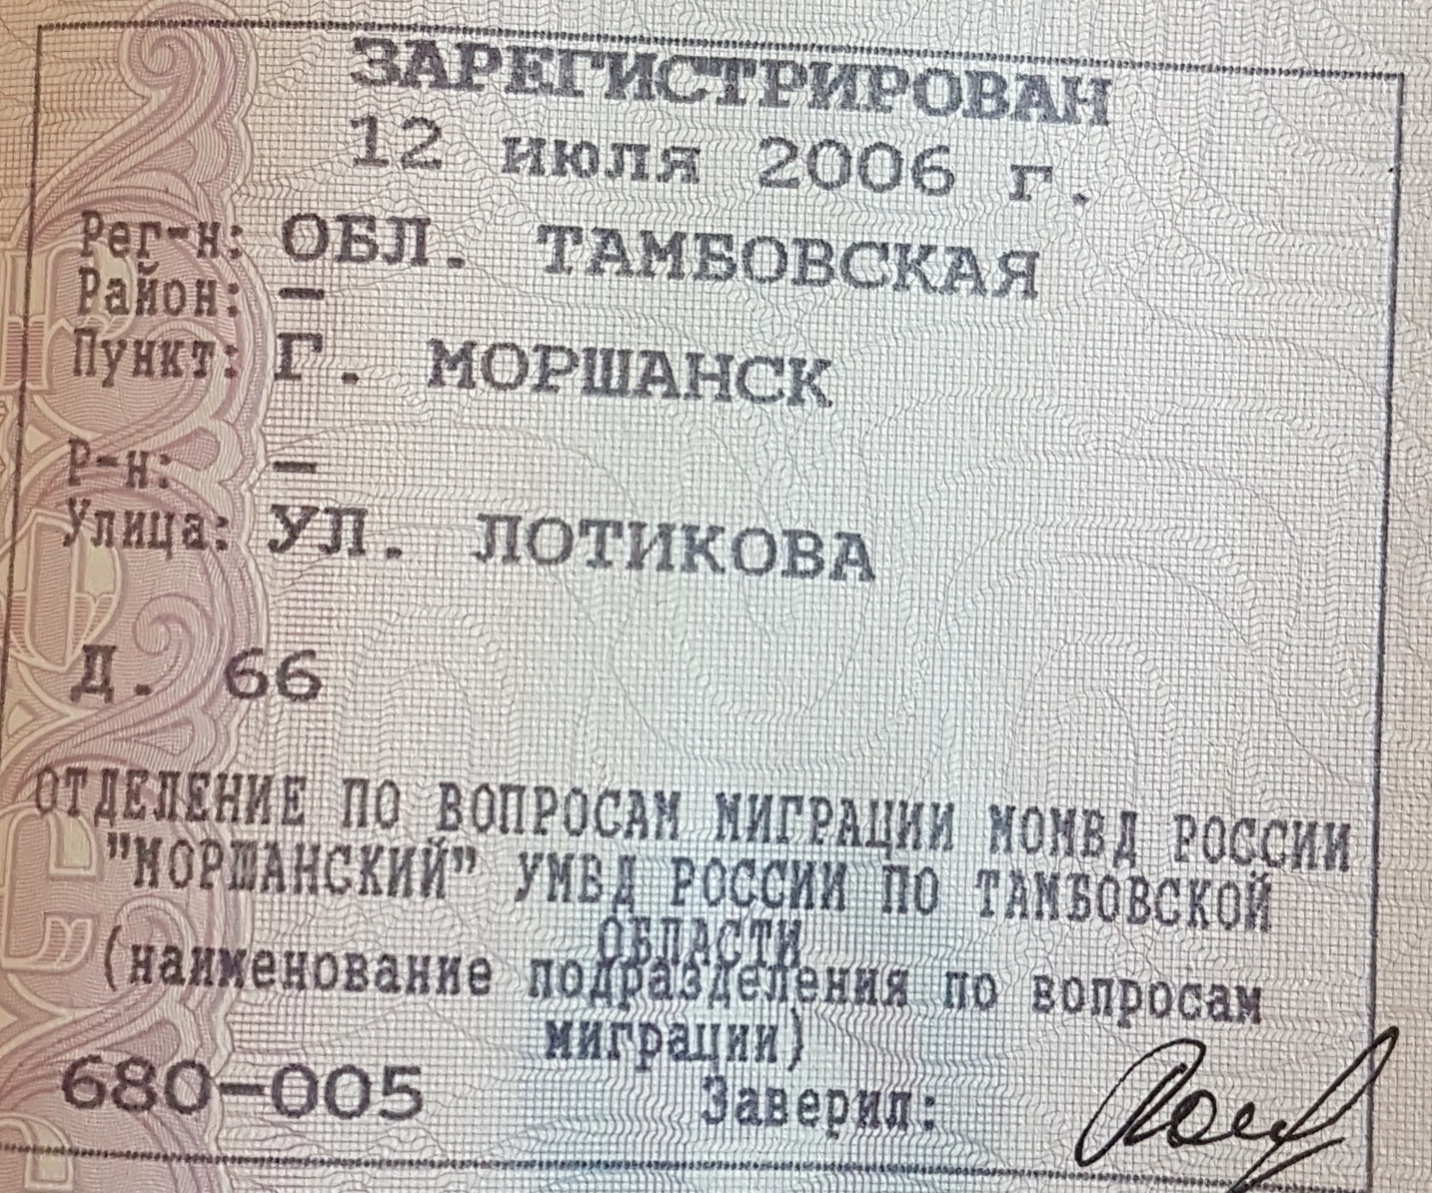 ЗАРЕГИСТРИРОВАН
12 июля 2006 г.
Рег-н: ОБЛ. ТАМБОВСКАЯ
Район: –
Пункт: Г. МОРШАНСК
Р-н: –
Улица: УЛ. ЛОТИКОВА
Д. 66
ОТДЕЛЕНИЕ ПО ВОПРОСАМ МИГРАЦИИ МОМВД РОССИИ
"МОРШАНСКИЙ" УМВД РОССИИ ПО ТАМБОВСКОЙ
ОБЛАСТИ
(наименование подразделения по вопросам
миграции)
680-005 Заверил: